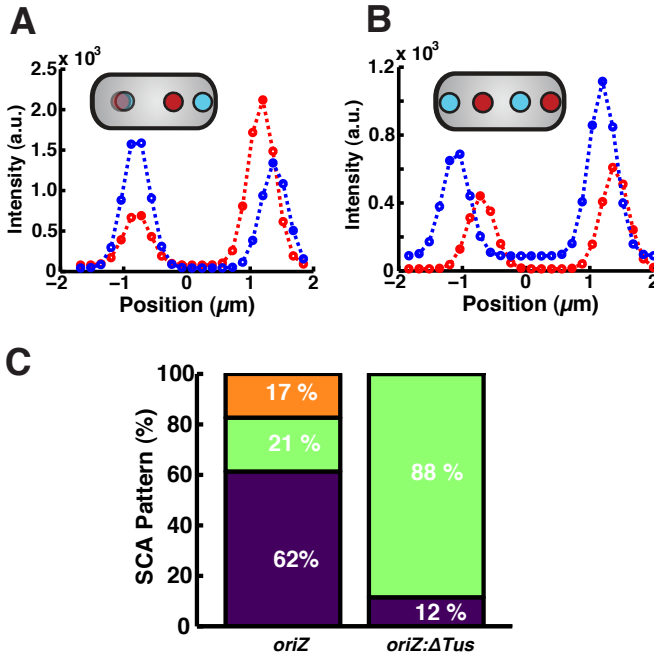 A
x 10³
2.5
2.0
1.5
1.0
0.5
0
−2
−1
0
1
2
Intensity (a.u.)
Position (µm)
B
x 10³
1.2
0.8
0.4
0
−2
−1
0
1
2
Intensity (a.u.)
Position (µm)
C
100
80
60
40
20
0
SCA Pattern (%)
17 %
21 %
62%
88 %
12 %
oriZ
oriZ:ΔTus